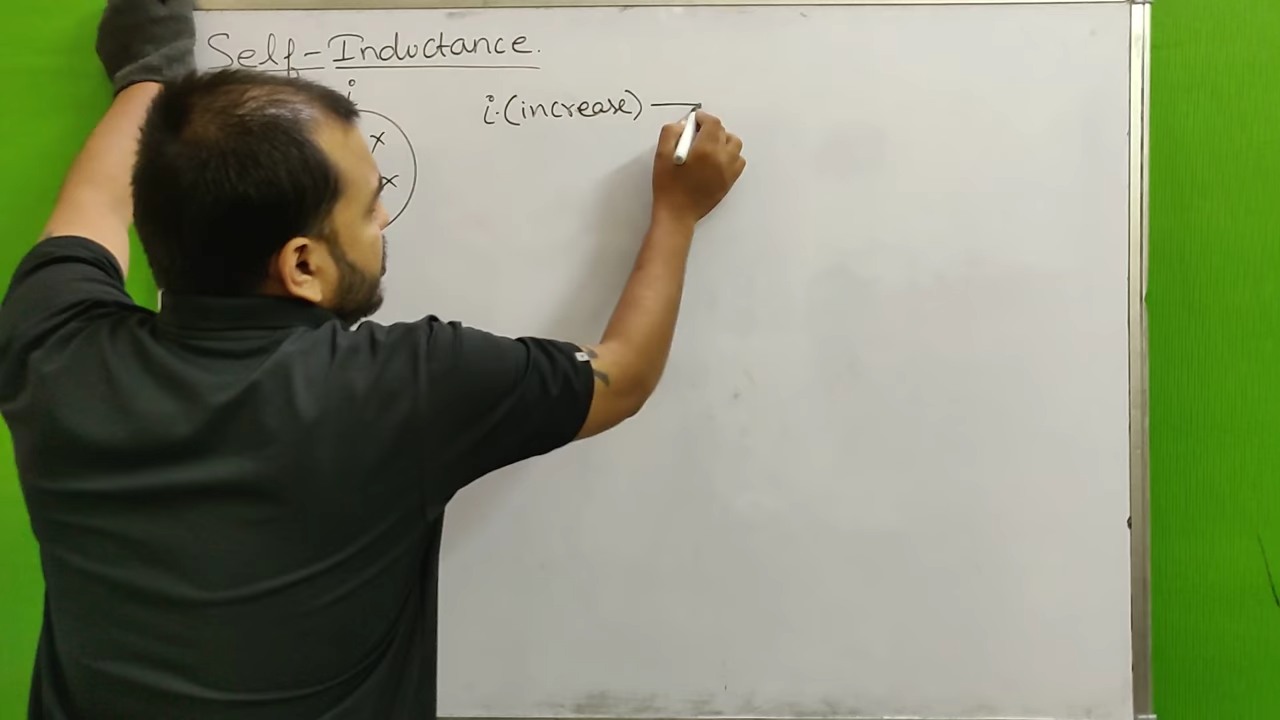 Self-Inductance.
i
i.(increase) —
x
x